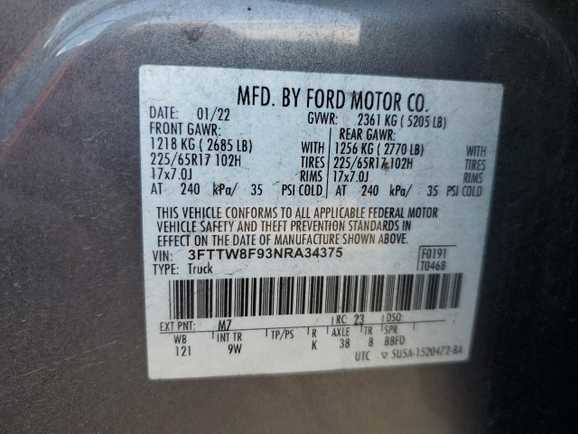 MFD. BY FORD MOTOR CO.
DATE: 01/22 GVWR: 2361 KG ( 5205 LB)
FRONT GAWR: REAR GAWR:
1218 KG ( 2685 LB) 1256 KG ( 2770 LB)
225/65R17 102H TIRES 225/65R17 102H TIRES
17x7.0J RIMS 17x7.0J RIMS
AT 240 kPa/ 35 PSI COLD AT 240 kPa/ 35 PSI COLD
THIS VEHICLE CONFORMS TO ALL APPLICABLE FEDERAL MOTOR
VEHICLE SAFETY AND THEFT PREVENTION STANDARDS IN
EFFECT ON THE DATE OF MANUFACTURE SHOWN ABOVE.
VIN: 3FTTW8F93NRA34375 F0191
TYPE: Truck T0468
EXT PNT: M7 RC: 23 DSO:
WB INT TR TP/PS R AXLE TR SPR
121 9W K 38 8 BBFD
UTC ▽ SU5A-1520472-BA